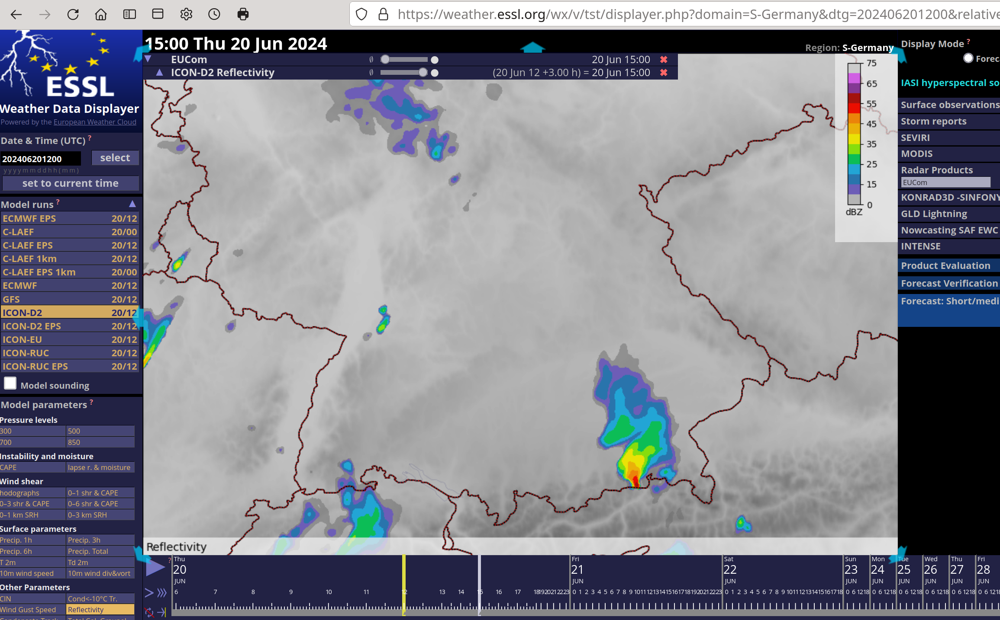 https://weather.essl.org/wx/v/tst/displayer.php?domain=S-Germany&dtg=202406201200&relative
ESSL
Weather Data Displayer
Powered by the European Weather Cloud
Date & Time (UTC) ?
202406201200 select
yyyymmddhh(mm)
set to current time
Model runs ?
ECMWF EPS 20/12
C-LAEF 20/00
C-LAEF EPS 20/12
C-LAEF 1km 20/12
C-LAEF EPS 1km 20/00
ECMWF 20/12
GFS 20/12
ICON-D2 20/12
ICON-D2 EPS 20/12
ICON-EU 20/12
ICON-RUC 20/12
ICON-RUC EPS 20/12
Model sounding
Model parameters ?
Pressure levels
300 500
700 850
Instability and moisture
CAPE lapse r. & moisture
Wind shear
hodographs 0–1 shr & CAPE
0–3 shr & CAPE 0–6 shr & CAPE
0–1 km SRH 0–3 km SRH
Surface parameters
Precip. 1h Precip. 3h
Precip. 6h Precip. Total
T 2m Td 2m
10m wind speed 10m wind div&vort
Other Parameters
CIN Cond<-10°C Tr.
Wind Gust Speed Reflectivity
15:00 Thu 20 Jun 2024
Region: S-Germany
EUCom 20 Jun 15:00
ICON-D2 Reflectivity (20 Jun 12 +3.00 h) = 20 Jun 15:00
75
65
55
45
35
25
15
0
dBZ
Reflectivity
Display Mode ?
Forec
IASI hyperspectral so
Surface observations
Storm reports
SEVIRI
MODIS
Radar Products
EUCom
KONRAD3D -SINFONY
GLD Lightning
Nowcasting SAF EWC
INTENSE
Product Evaluation
Forecast Verification
Forecast: Short/medi
? Thu Fri Sat Sun Mon Tue Wed Thu Fri
20 21 22 23 24 25 26 27 28
JUN JUN JUN JUN JUN JUN JUN JUN JUN
6 7 8 9 10 11 12 13 14 15 16 17 18 19 20 21 22 23 0 1 2 3 4 5 6 7 8 9 10 11 12 13 14 15 16 17 18 19 20 21 22 23 0 1 2 3 4 5 6 7 8 9 10 11 12 13 14 15 16 17 18 0 6 12 18 0 6 12 18 0 6 12 18 0 6 12 18 0 6 12 18 0 6 12 18